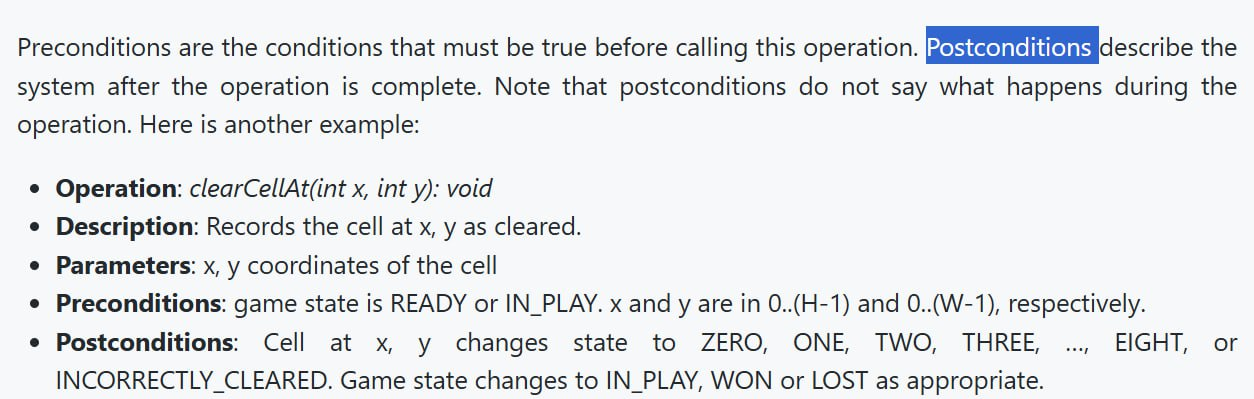 Preconditions are the conditions that must be true before calling this operation. Postconditions describe the
system after the operation is complete. Note that postconditions do not say what happens during the
operation. Here is another example:
• Operation: clearCellAt(int x, int y): void
• Description: Records the cell at x, y as cleared.
• Parameters: x, y coordinates of the cell
• Preconditions: game state is READY or IN_PLAY. x and y are in 0..(H-1) and 0..(W-1), respectively.
• Postconditions: Cell at x, y changes state to ZERO, ONE, TWO, THREE, …, EIGHT, or
INCORRECTLY_CLEARED. Game state changes to IN_PLAY, WON or LOST as appropriate.